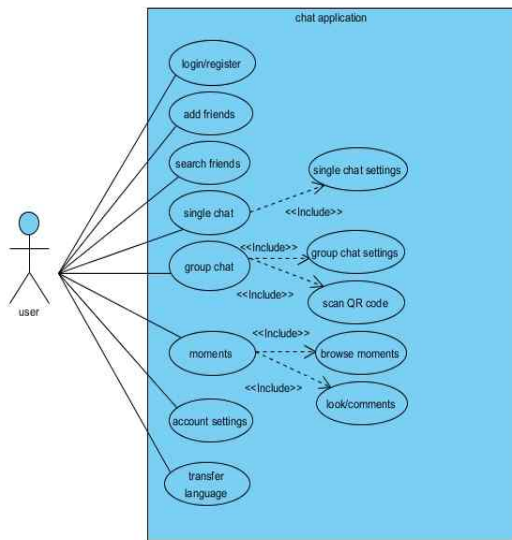 chat application
login/register
add friends
search friends
single chat settings
single chat
<<Include>>
<<Include>>
group chat settings
group chat
<<Include>>
scan QR code
user
<<Include>>
moments
browse moments
<<Include>>
look/comments
account settings
transfer
language